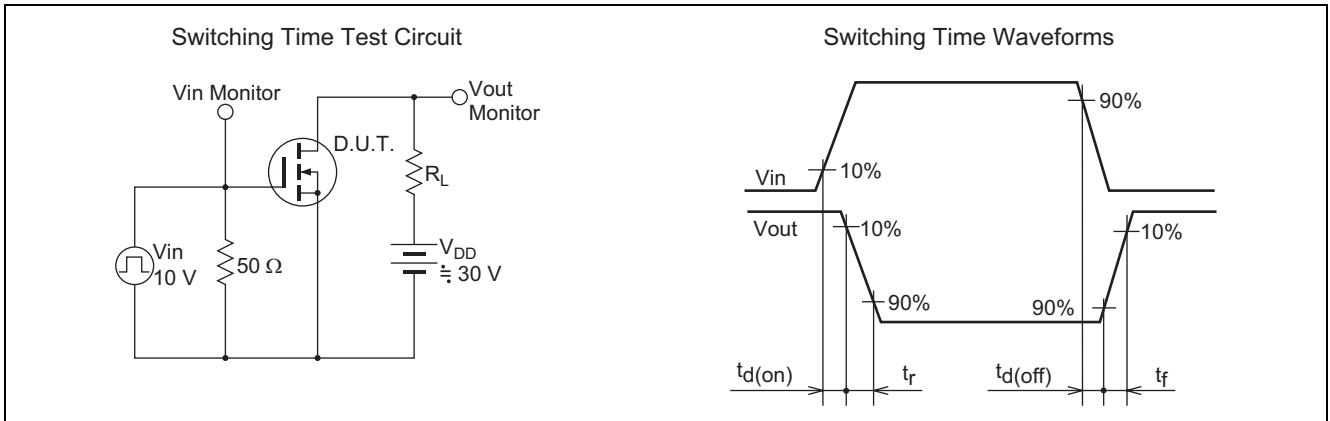 Switching Time Test Circuit
Vin Monitor
Vout
Monitor
D.U.T.
RL
Vin
10 V
50 Ω
VDD
≒ 30 V
Switching Time Waveforms
90%
10%
Vin
Vout
10%
10%
90%
90%
td(on)
tr
td(off)
tf